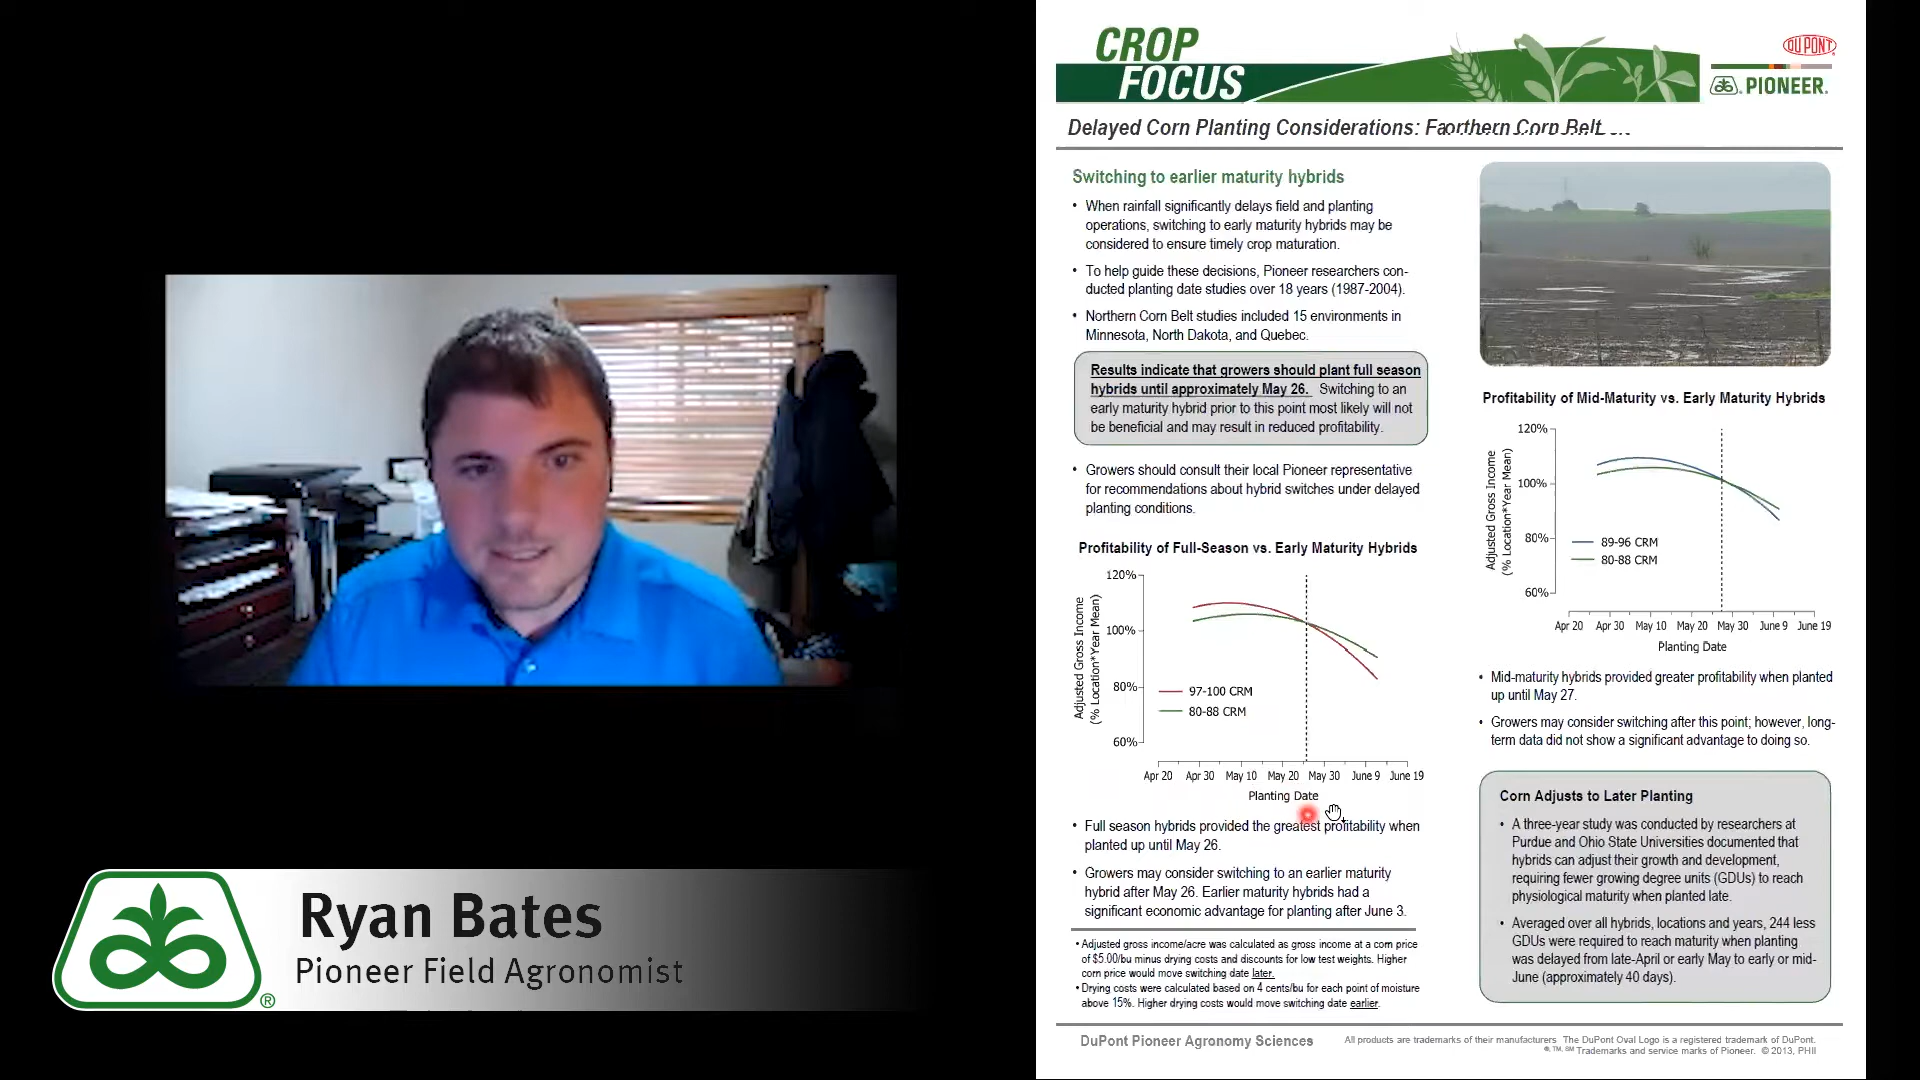 CROP
FOCUS
DU PONT
PIONEER.
Delayed Corn Planting Considerations: Corn Belt
Switching to earlier maturity hybrids
• When rainfall significantly delays field and planting
operations, switching to early maturity hybrids may be
considered to ensure timely crop maturation.
• To help guide these decisions, Pioneer researchers con-
ducted planting date studies over 18 years (1987-2004).
• Northern Corn Belt studies included 15 environments in
Minnesota, North Dakota, and Quebec.
Results indicate that growers should plant full season
hybrids until approximately May 26. Switching to an
early maturity hybrid prior to this point most likely will not
be beneficial and may result in reduced profitability.
• Growers should consult their local Pioneer representative
for recommendations about hybrid switches under delayed
planting conditions.
Profitability of Full-Season vs. Early Maturity Hybrids
Adjusted Gross Income
(% Location*Year Mean)
120%
100%
80%
60%
97-100 CRM
80-88 CRM
Apr 20 Apr 30 May 10 May 20 May 30 June 9 June 19
Planting Date
• Full season hybrids provided the greatest profitability when
planted up until May 26.
• Growers may consider switching to an earlier maturity
hybrid after May 26. Earlier maturity hybrids had a
significant economic advantage for planting after June 3.
• Adjusted gross income/acre was calculated as gross income at a corn price
of $5.00/bu minus drying costs and discounts for low test weights. Higher
corn price would move switching date later.
• Drying costs were calculated based on 4 cents/bu for each point of moisture
above 15%. Higher drying costs would move switching date earlier.
Profitability of Mid-Maturity vs. Early Maturity Hybrids
Adjusted Gross Income
(% Location*Year Mean)
120%
100%
80%
60%
89-96 CRM
80-88 CRM
Apr 20 Apr 30 May 10 May 20 May 30 June 9 June 19
Planting Date
• Mid-maturity hybrids provided greater profitability when planted
up until May 27.
• Growers may consider switching after this point; however, long-
term data did not show a significant advantage to doing so.
Corn Adjusts to Later Planting
• A three-year study was conducted by researchers at
Purdue and Ohio State Universities documented that
hybrids can adjust their growth and development,
requiring fewer growing degree units (GDUs) to reach
physiological maturity when planted late.
• Averaged over all hybrids, locations and years, 244 less
GDUs were required to reach maturity when planting
was delayed from late-April or early May to early or mid-
June (approximately 40 days).
DuPont Pioneer Agronomy Sciences
All products are trademarks of their manufacturers The DuPont Oval Logo is a registered trademark of DuPont.
®, TM, SM Trademarks and service marks of Pioneer. © 2013, PHII
Ryan Bates
Pioneer Field Agronomist
®